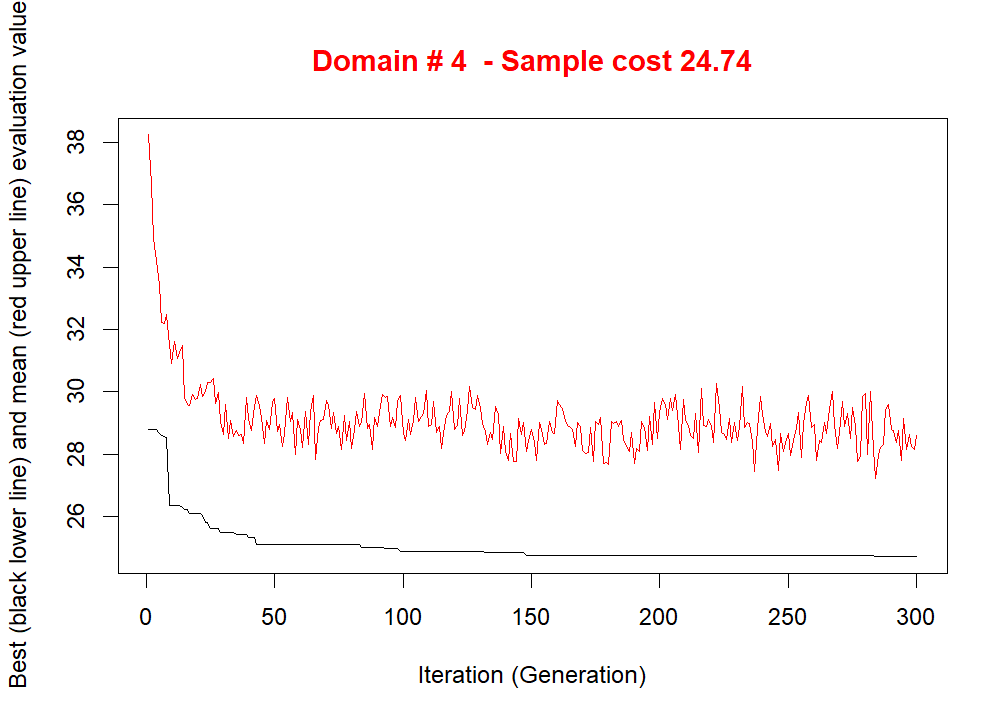 Domain # 4  - Sample cost 24.74
Best (black lower line) and mean (red upper line) evaluation value
38
36
34
32
30
28
26
0 50 100 150 200 250 300
Iteration (Generation)